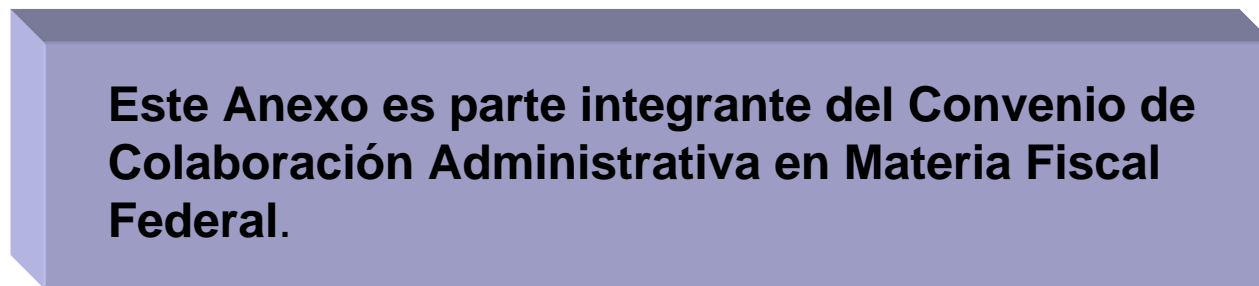 Este Anexo es parte integrante del Convenio de
Colaboración Administrativa en Materia Fiscal
Federal.